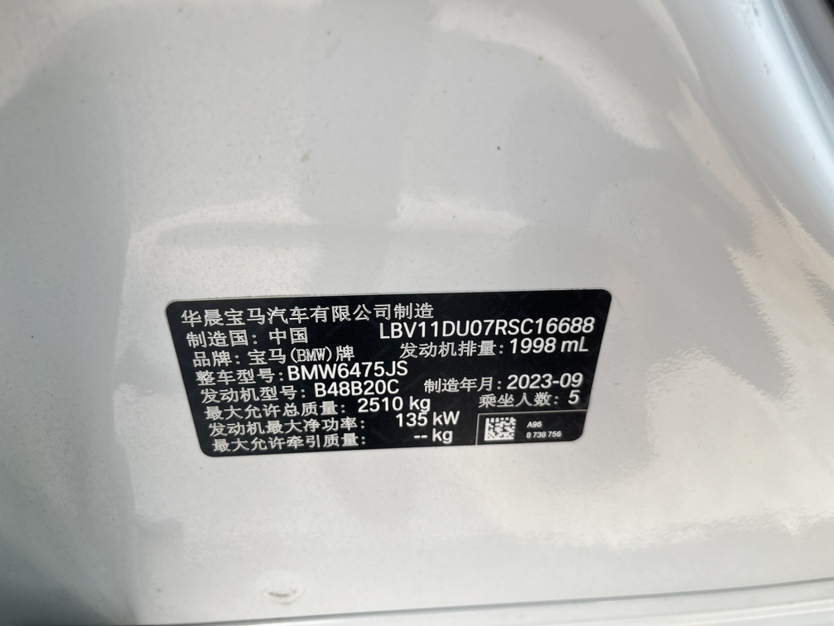 华晨宝马汽车有限公司制造
制造国：中国 LBV11DU07RSC16688
品牌：宝马(BMW)牌 发动机排量：1998 mL
整车型号：BMW6475JS
发动机型号：B48B20C 制造年月：2023-09
最大允许总质量：2510 kg 乘坐人数：5
发动机最大净功率：135 kW
最大允许牵引质量：-- kg
A96
8 738 756